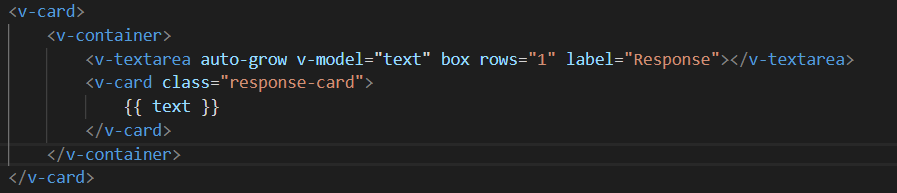 <v-card>
<v-container>
<v-textarea auto-grow v-model="text" box rows="1" label="Response"></v-textarea>
<v-card class="response-card">
{{ text }}
</v-card>
</v-container>
</v-card>